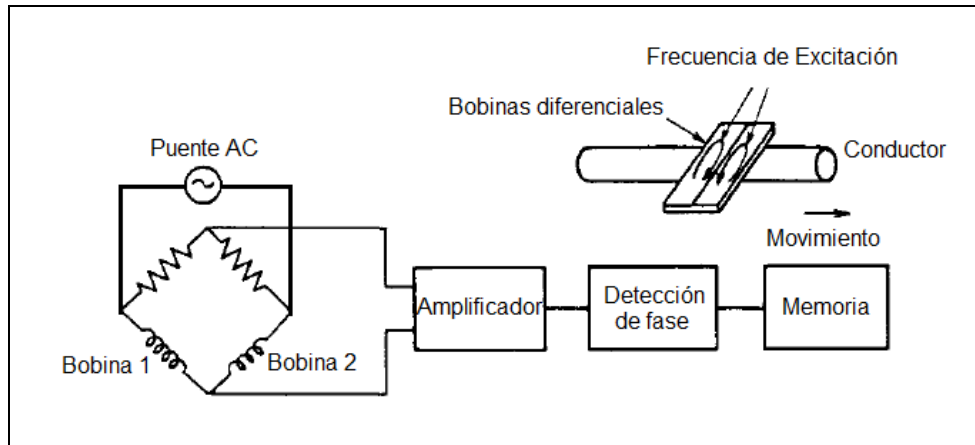 Frecuencia de Excitación
Bobinas diferenciales
Puente AC
Conductor
Movimiento
Amplificador
Detección
de fase
Memoria
Bobina 1
Bobina 2